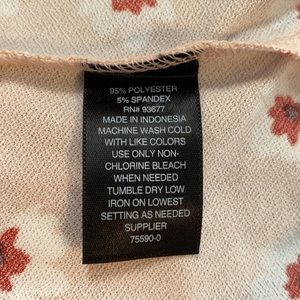 95% POLYESTER
5% SPANDEX
RN# 93677
MADE IN INDONESIA
MACHINE WASH COLD
WITH LIKE COLORS
USE ONLY NON-
CHLORINE BLEACH
WHEN NEEDED
TUMBLE DRY LOW
IRON ON LOWEST
SETTING AS NEEDED
SUPPLIER
75590-0